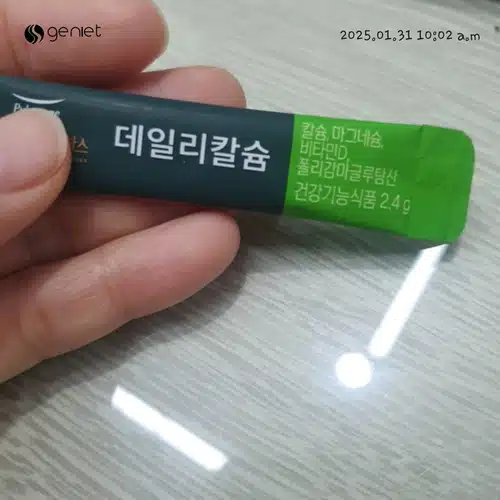 geniet
2025.01.31 10:02 a.m
데일리칼슘
칼슘, 마그네슘,
비타민D,
폴리감마글루탐산
건강기능식품 2.4g